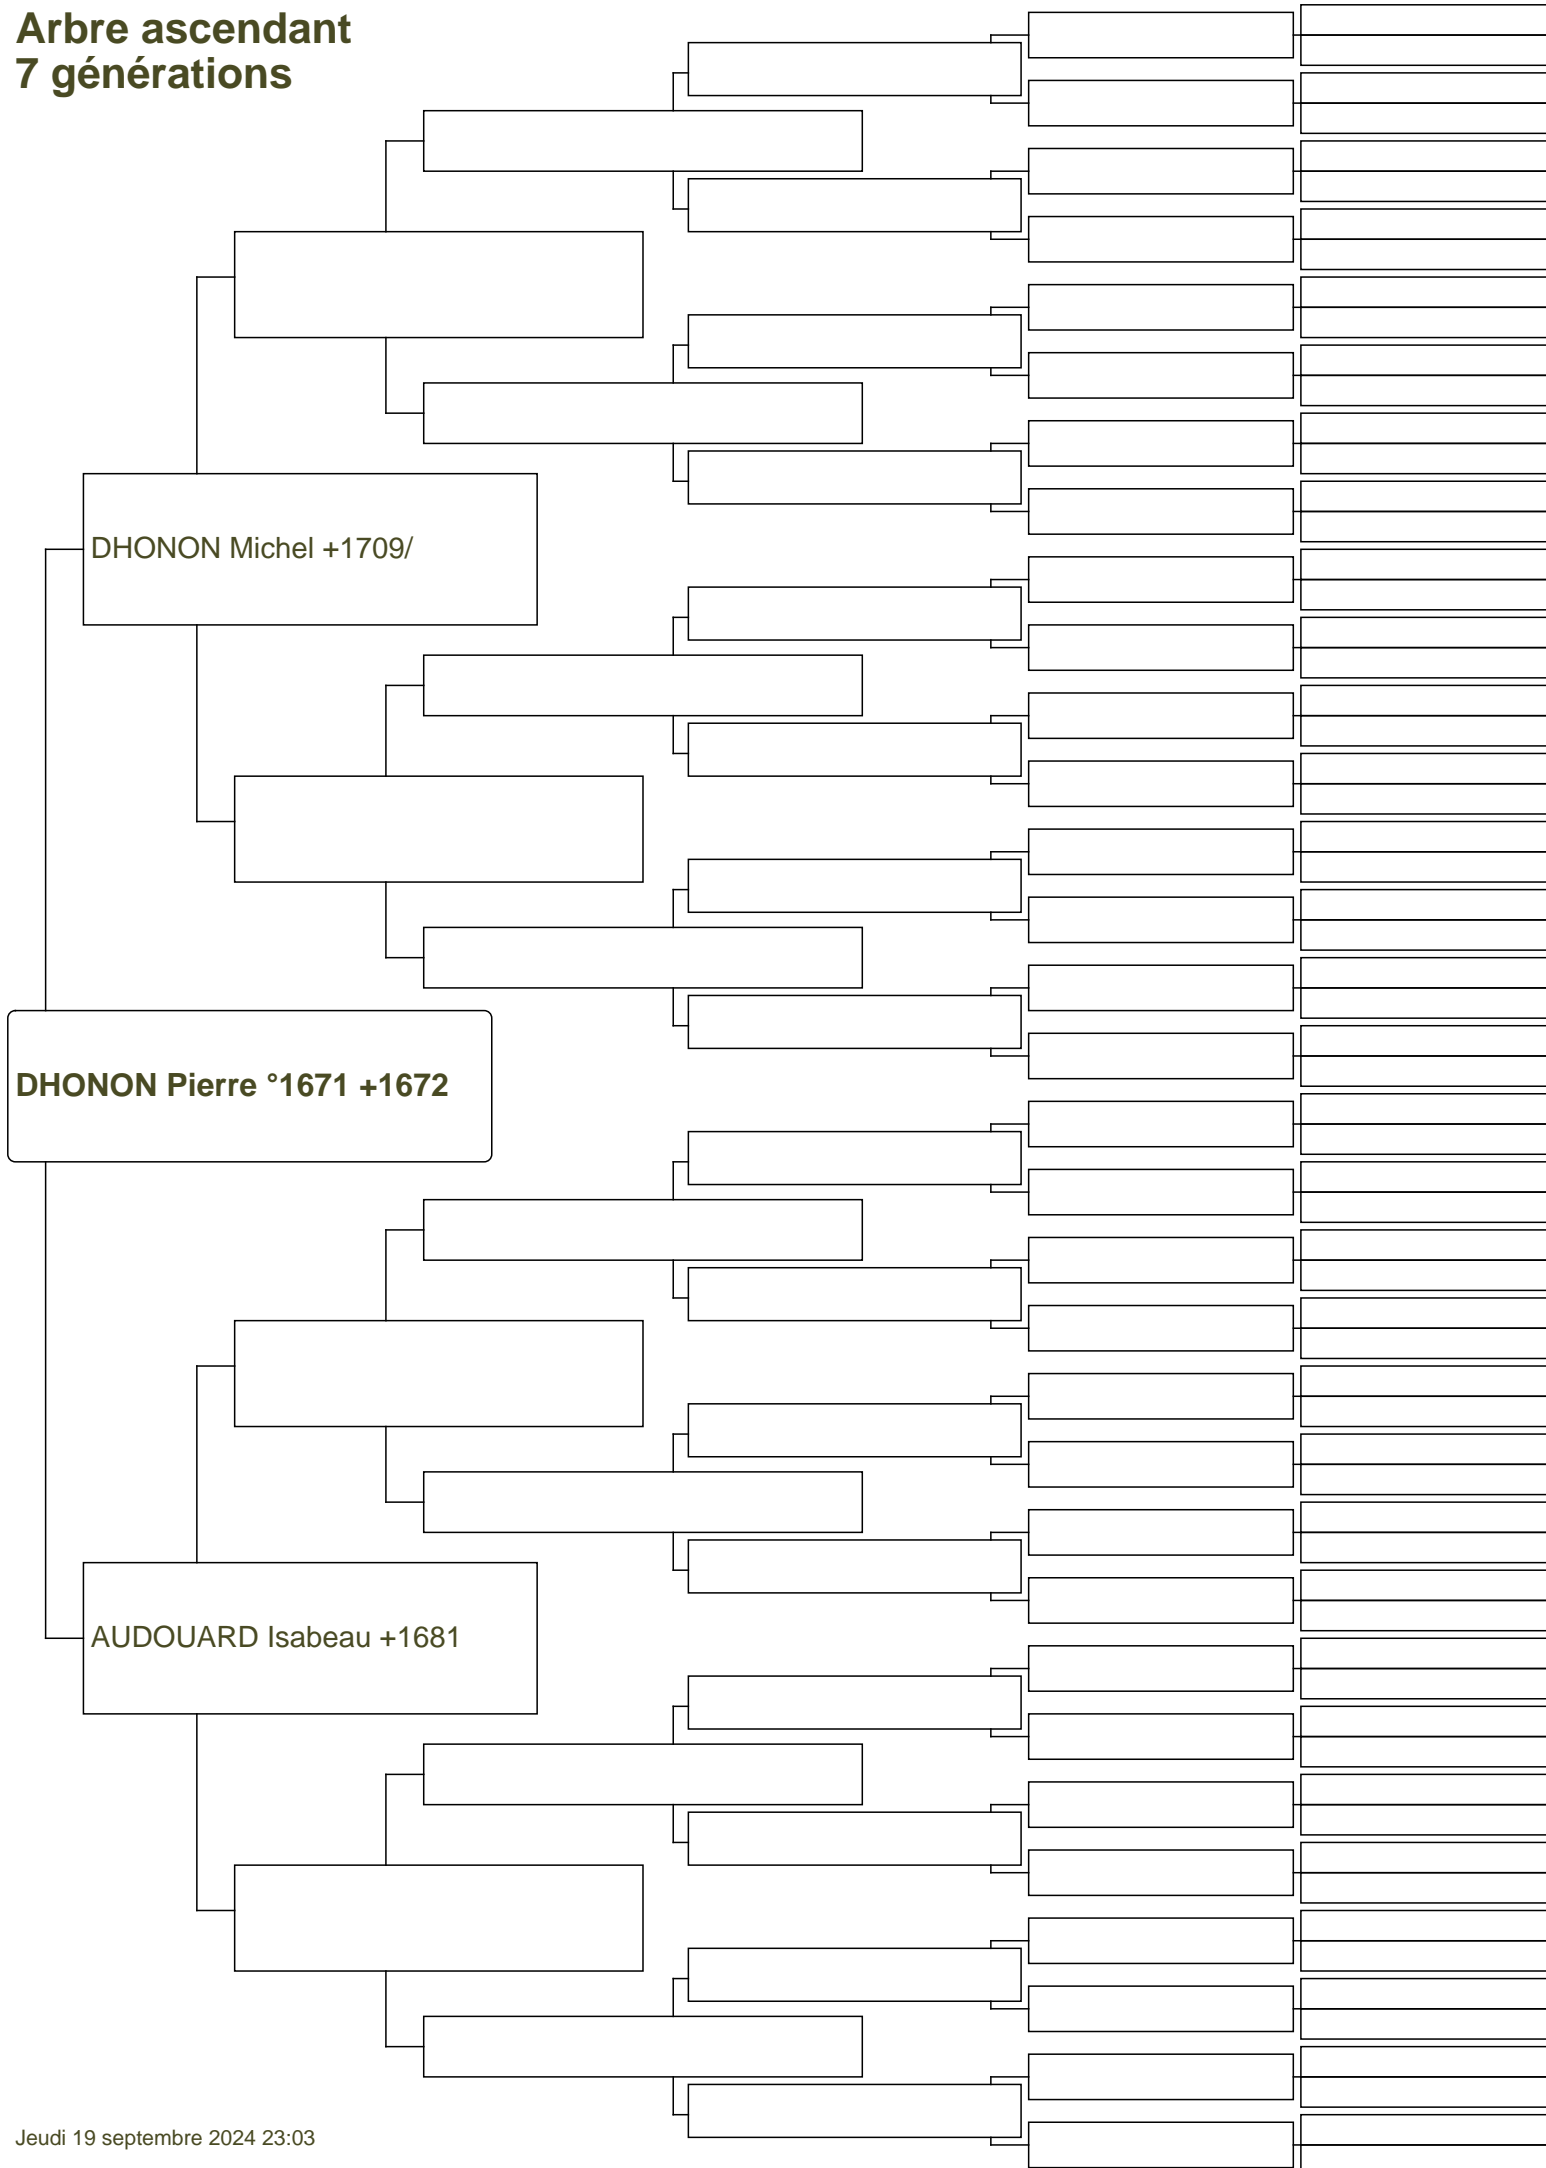 Arbre ascendant
7 générations
DHONON Michel +1709/
DHONON Pierre °1671 +1672
AUDOUARD Isabeau +1681
Jeudi 19 septembre 2024 23:03